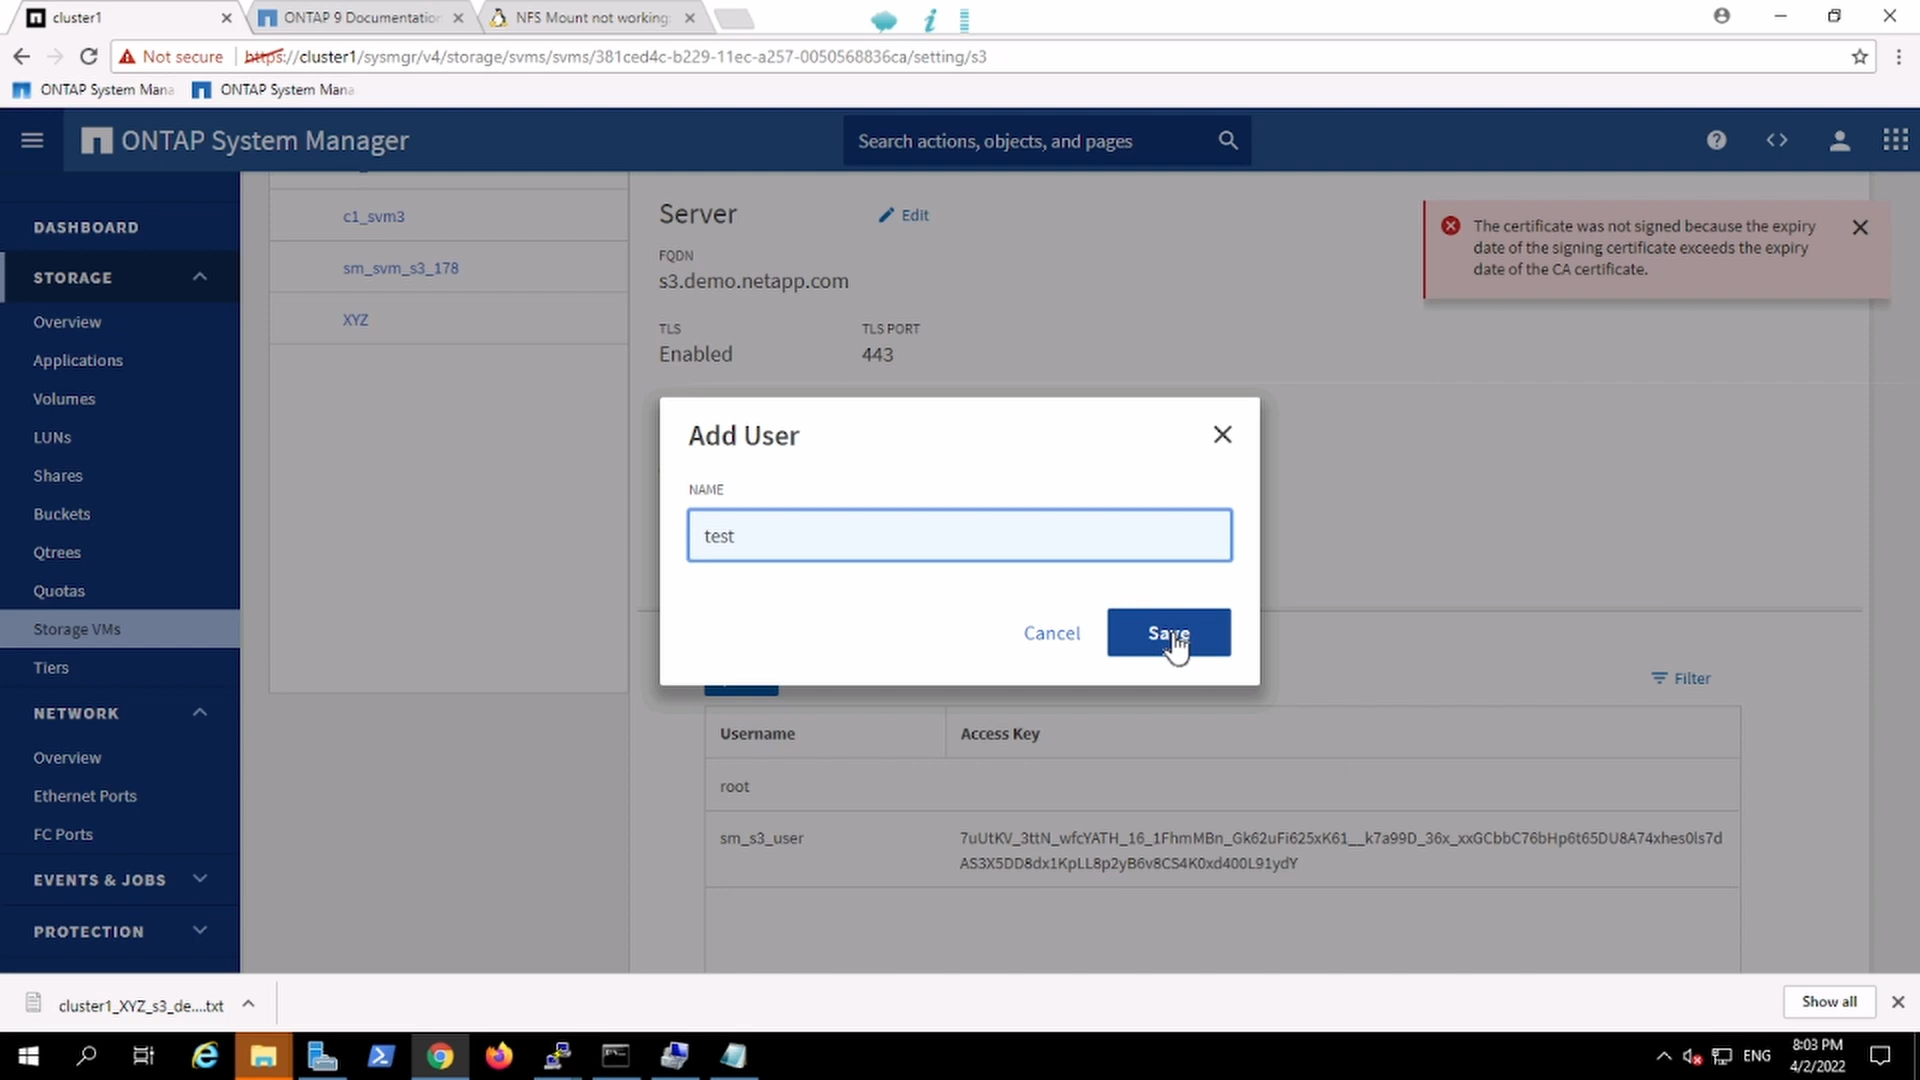 cluster1
ONTAP 9 Documentation
NFS Mount not working
Not secure
https://cluster1/sysmgr/v4/storage/svms/svms/381ced4c-b229-11ec-a257-0050568836ca/setting/s3
ONTAP System Mana
ONTAP System Mana
ONTAP System Manager
Search actions, objects, and pages
DASHBOARD
STORAGE
Overview
Applications
Volumes
LUNs
Shares
Buckets
Qtrees
Quotas
Storage VMs
Tiers
NETWORK
Overview
Ethernet Ports
FC Ports
EVENTS & JOBS
PROTECTION
c1_svm3
sm_svm_s3_178
XYZ
Server
Edit
FQDN
s3.demo.netapp.com
TLS
TLS PORT
Enabled
443
The certificate was not signed because the expiry
date of the signing certificate exceeds the expiry
date of the CA certificate.
Add User
NAME
test
Cancel
Save
Filter
Username
Access Key
root
sm_s3_user
7uUtKV_3ttN_wfcYATH_16_1FhmMBn_Gk62uFi625xK61__k7a99D_36x_xxGCbbC76bHp6t65DU8A74xhes0ls7d
AS3X5DD8dx1KpLL8p2yB6v8CS4K0xd400L91ydY
cluster1_XYZ_s3_de....txt
Show all
ENG
8:03 PM
4/2/2022